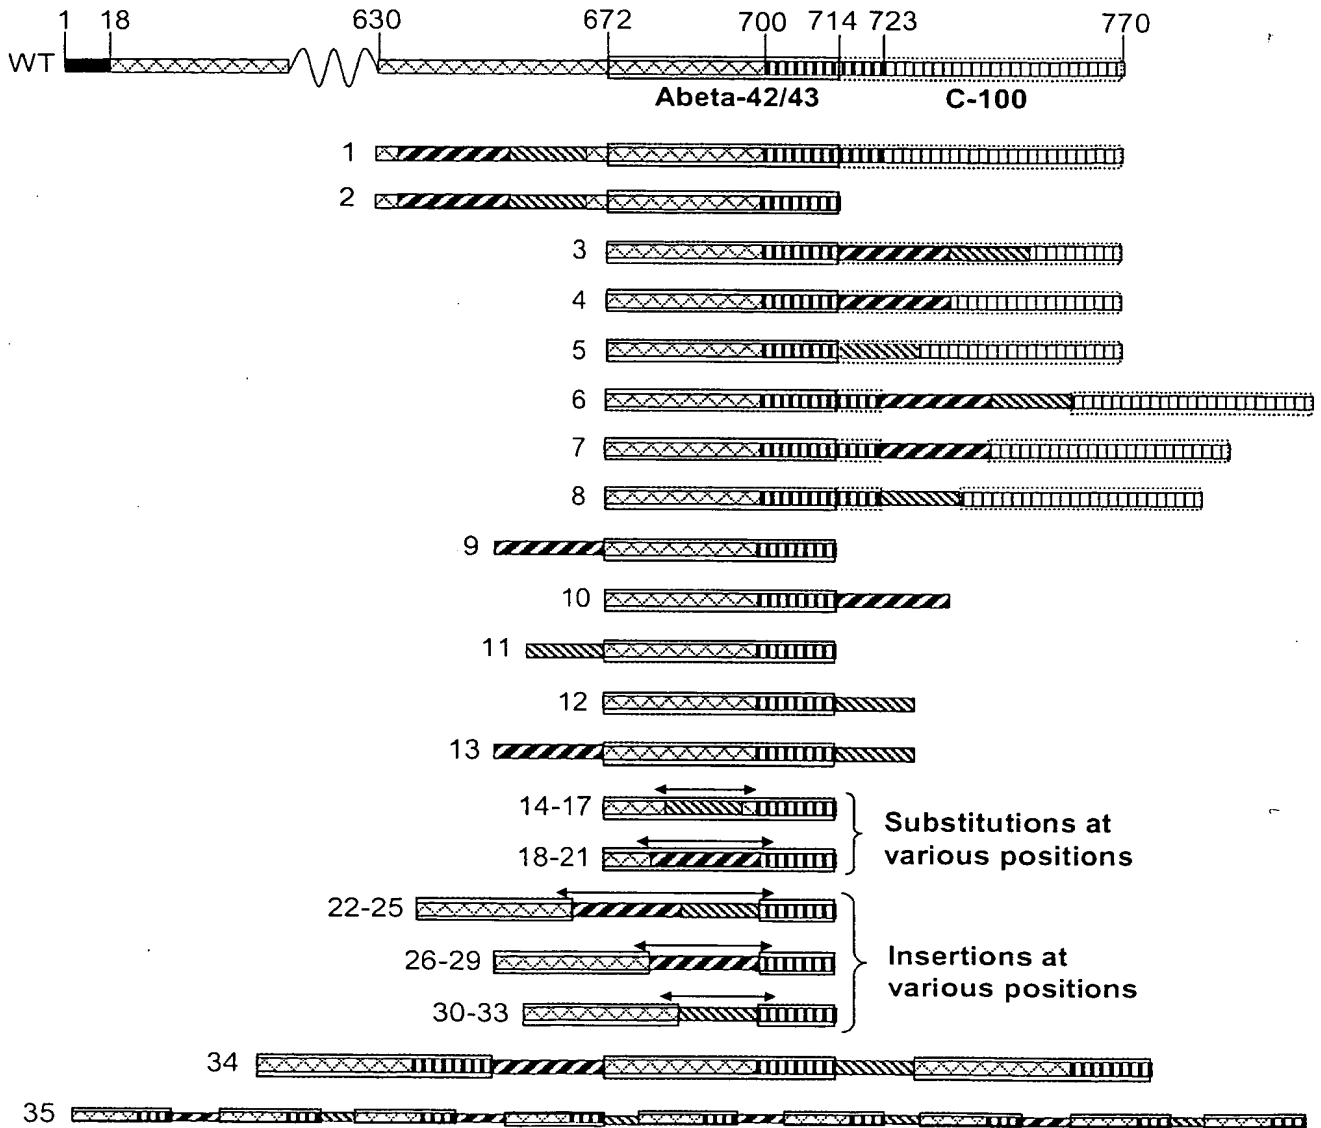 1 18 630 672 700 714 723 770
WT
Abeta-42/43 C-100
1
2
3
4
5
6
7
8
9
10
11
12
13
14-17
Substitutions at
various positions
18-21
22-25
26-29
Insertions at
various positions
30-33
34
35